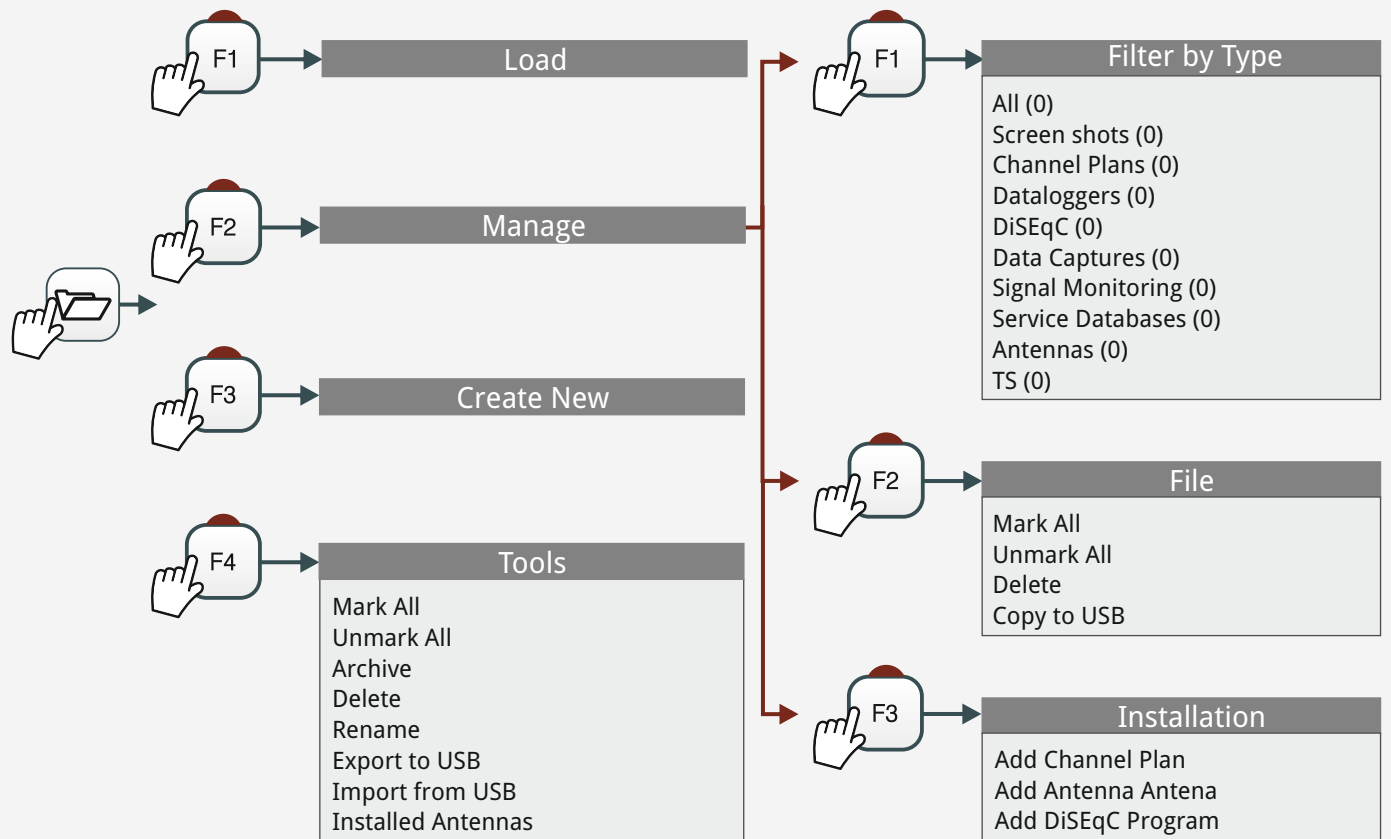 F1
Load
F2
Manage
F3
Create New
F4
Tools
Mark All
Unmark All
Archive
Delete
Rename
Export to USB
Import from USB
Installed Antennas
F1
Filter by Type
All (0)
Screen shots (0)
Channel Plans (0)
Dataloggers (0)
DiSEqC (0)
Data Captures (0)
Signal Monitoring (0)
Service Databases (0)
Antennas (0)
TS (0)
F2
File
Mark All
Unmark All
Delete
Copy to USB
F3
Installation
Add Channel Plan
Add Antenna Antena
Add DiSEqC Program